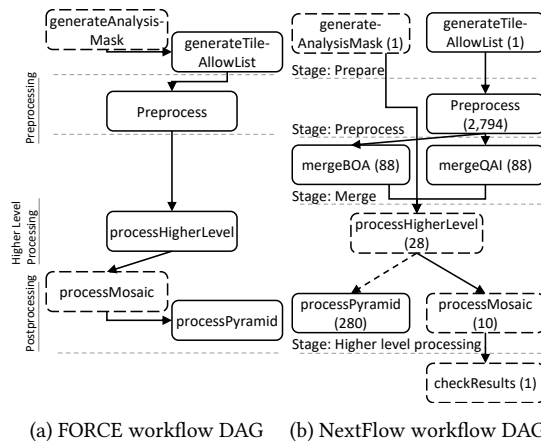 generateAnalysis-
Mask
generateTile-
AllowList
Preprocessing
Preprocess
Higher Level
Processing
processHigherLevel
Postprocessing
processMosaic
processPyramid
(a) FORCE workflow DAG
generate-
AnalysisMask (1)
generateTile-
AllowList (1)
Stage: Prepare
Preprocess
(2,794)
Stage: Preprocess
mergeBOA (88)
mergeQAI (88)
Stage: Merge
processHigherLevel
(28)
processPyramid
(280)
processMosaic
(10)
Stage: Higher level processing
checkResults (1)
(b) NextFlow workflow DAG